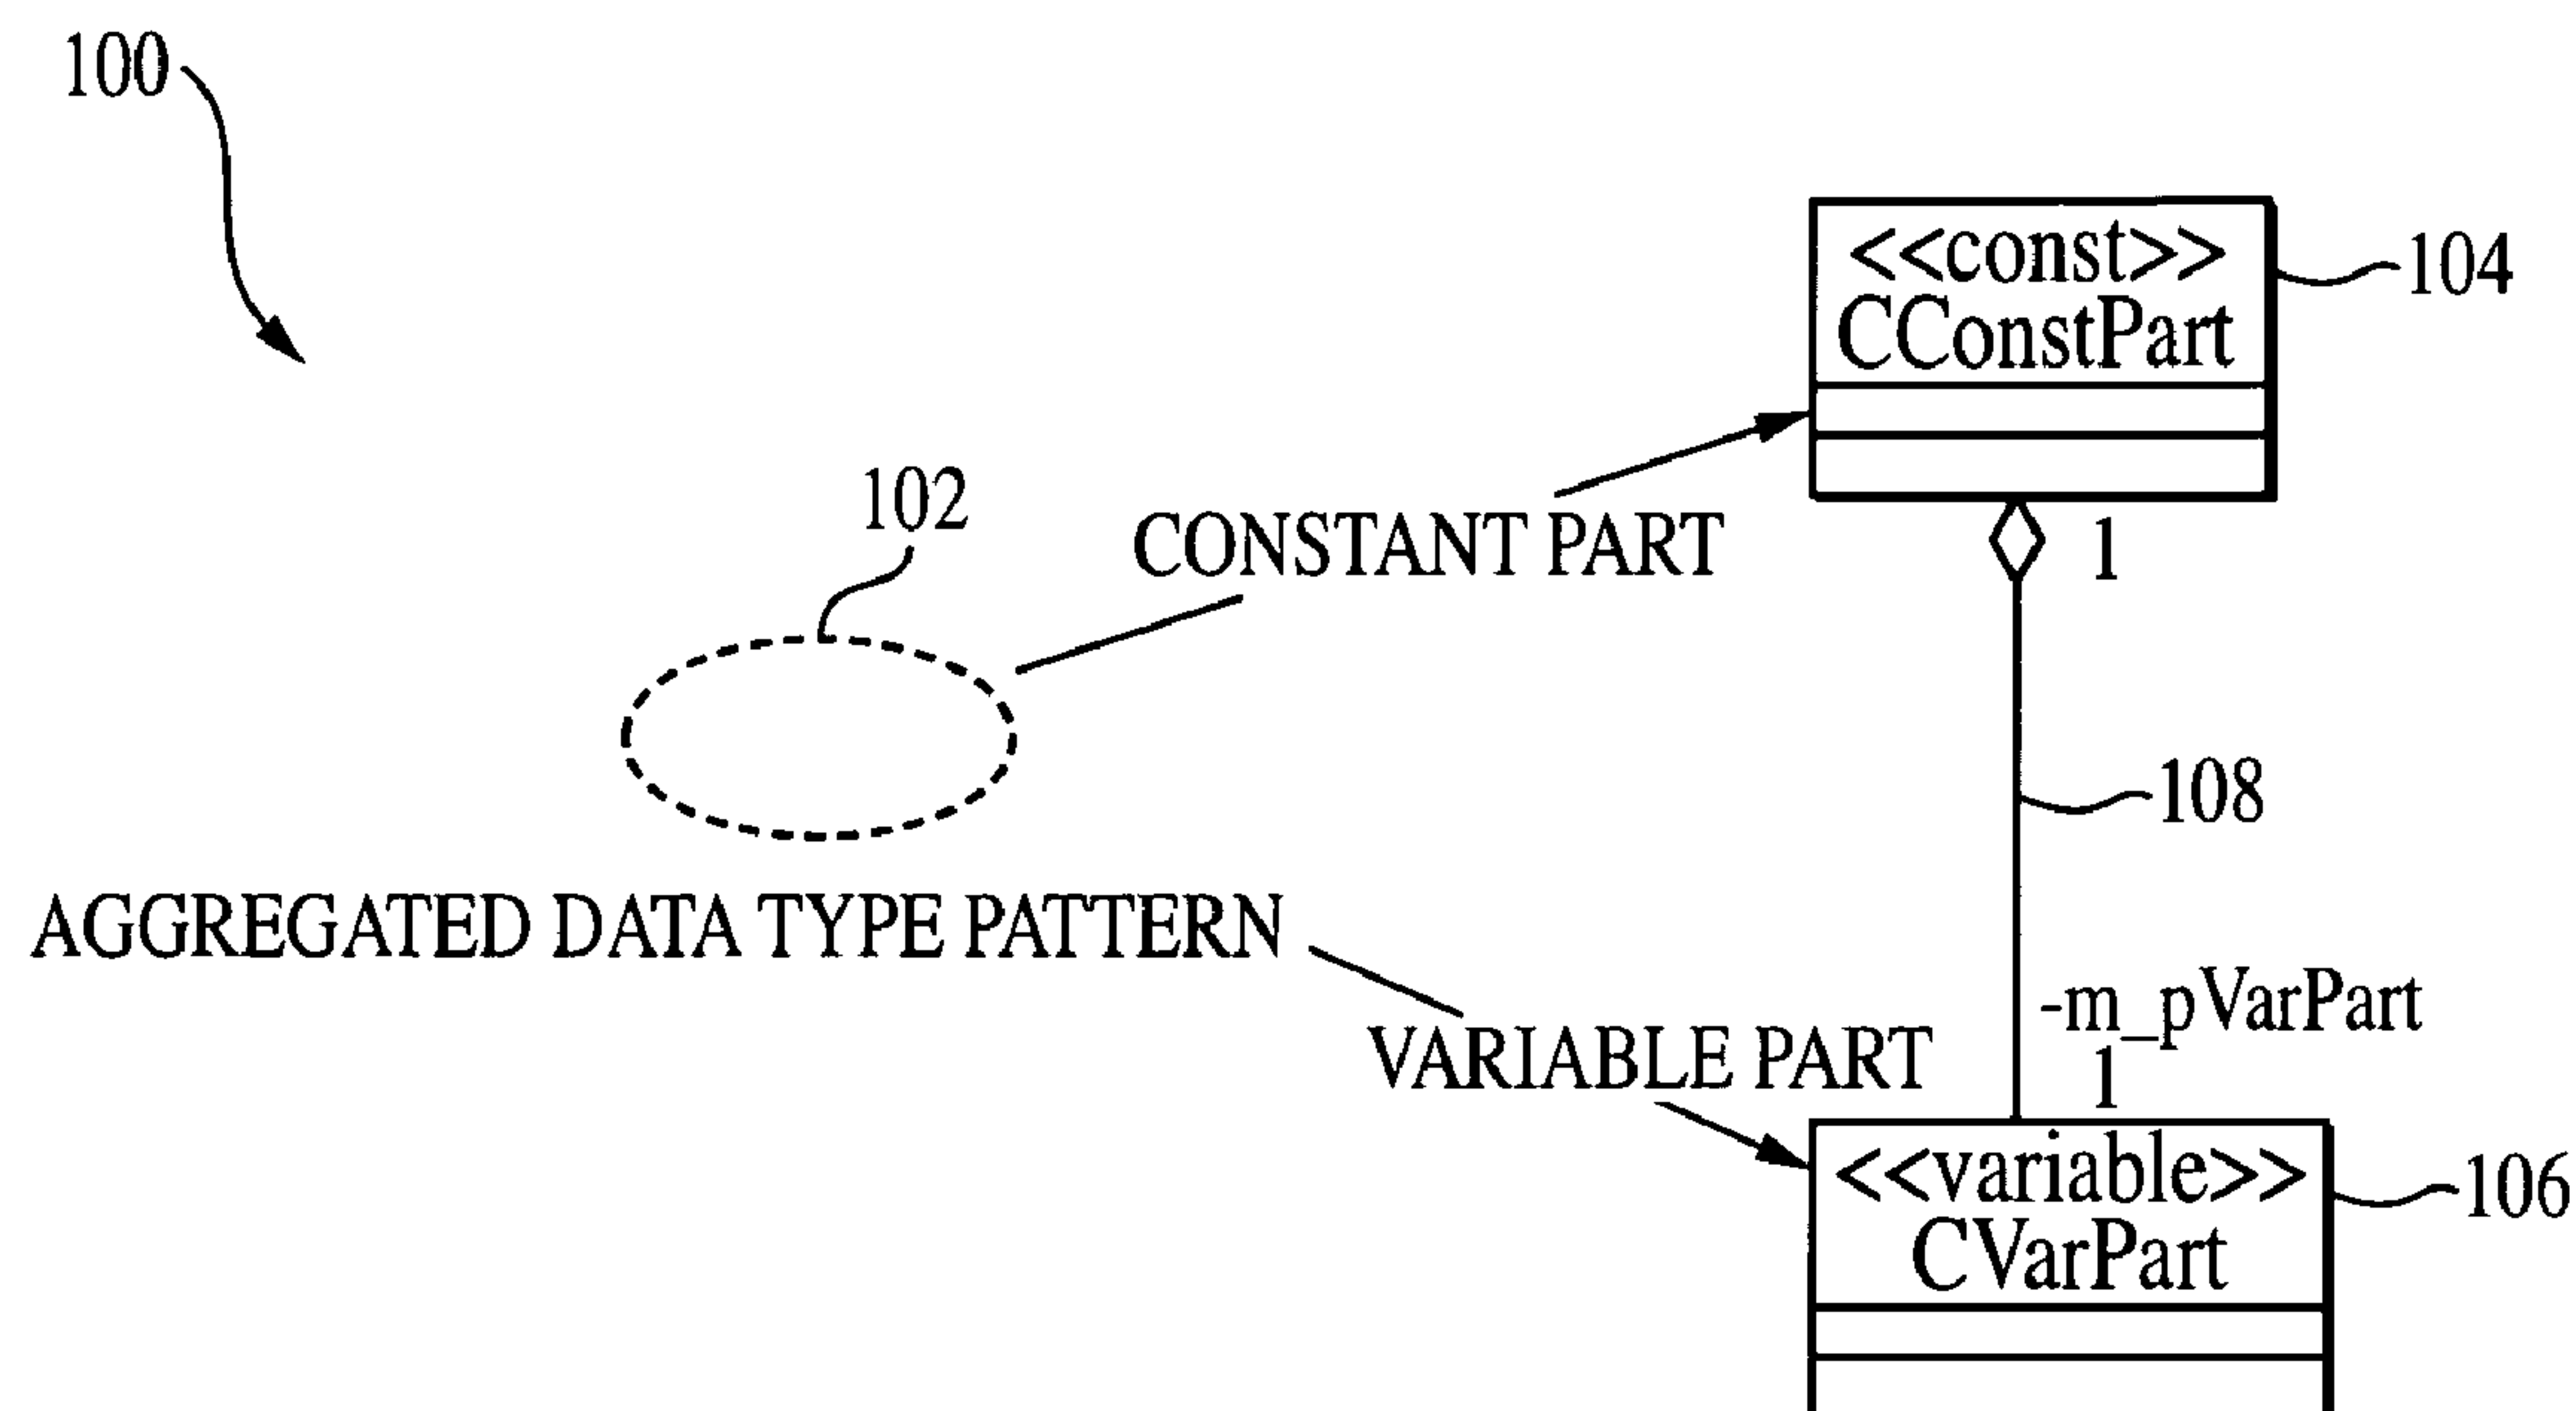 100
<<const>>
CConstPart
104
102
CONSTANT PART
1
108
AGGREGATED DATA TYPE PATTERN
-m_pVarPart
VARIABLE PART
1
<<variable>>
CVarPart
106